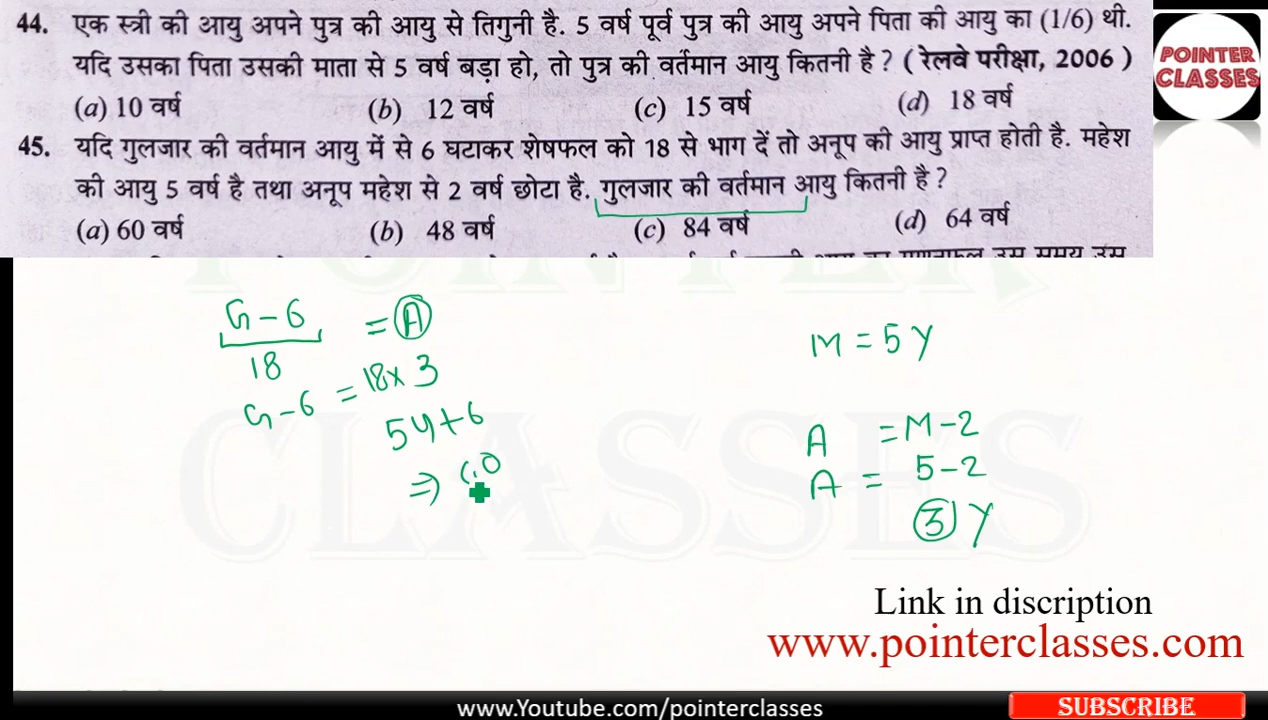 44. एक स्त्री की आयु अपने पुत्र की आयु से तिगुनी है. 5 वर्ष पूर्व पुत्र की आयु अपने पिता की आयु का (1/6) थी.
यदि उसका पिता उसकी माता से 5 वर्ष बड़ा हो, तो पुत्र की वर्तमान आयु कितनी है? (रेलवे परीक्षा, 2006)
(a) 10 वर्ष (b) 12 वर्ष (c) 15 वर्ष (d) 18 वर्ष
45. यदि गुलजार की वर्तमान आयु में से 6 घटाकर शेषफल को 18 से भाग दें तो अनूप की आयु प्राप्त होती है. महेश
की आयु 5 वर्ष है तथा अनूप महेश से 2 वर्ष छोटा है. गुलजार की वर्तमान आयु कितनी है?
(a) 60 वर्ष (b) 48 वर्ष (c) 84 वर्ष (d) 64 वर्ष
POINTER
CLASSES
G-6
18
= A
G-6 = 18x3
54+6
⇒ 60
M = 5Y
A = M-2
A = 5-2
3 Y
CLASSES
Link in discription
www.pointerclasses.com
www.Youtube.com/pointerclasses
SUBSCRIBE